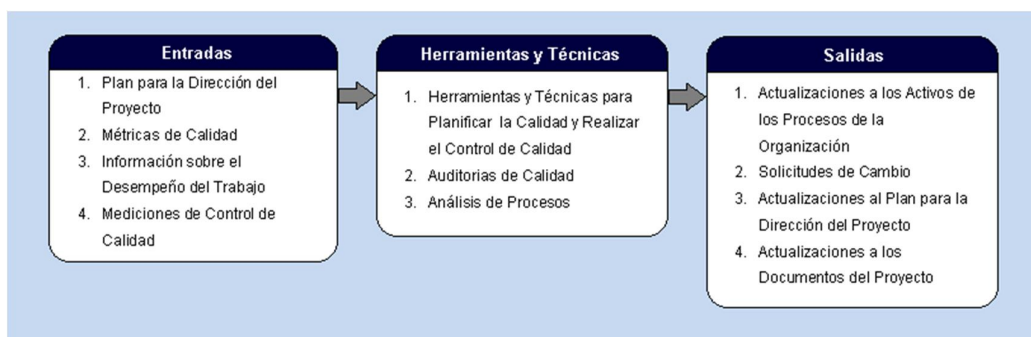 Entradas
1. Plan para la Dirección del
Proyecto
2. Métricas de Calidad
3. Información sobre el
Desempeño del Trabajo
4. Mediciones de Control de
Calidad
Herramientas y Técnicas
1. Herramientas y Técnicas para
Planificar la Calidad y Realizar
el Control de Calidad
2. Auditorias de Calidad
3. Análisis de Procesos
Salidas
1. Actualizaciones a los Activos de
los Procesos de la
Organización
2. Solicitudes de Cambio
3. Actualizaciones al Plan para la
Dirección del Proyecto
4. Actualizaciones a los
Documentos del Proyecto